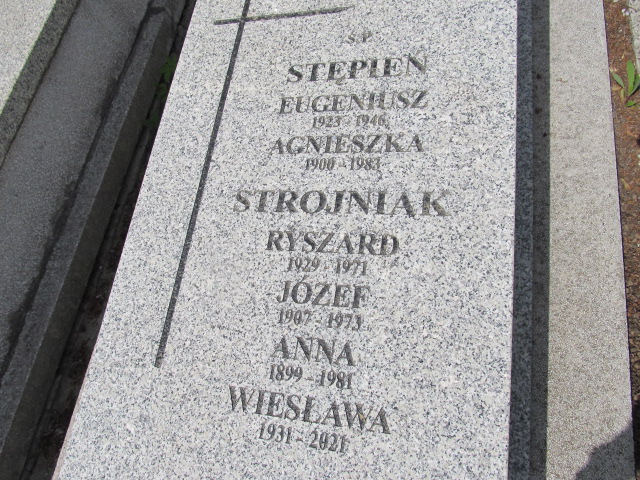 Ś.P.
STĘPIEŃ
EUGENIUSZ
1923 - 1946
AGNIESZKA
1900 - 1983
STROJNIAK
RYSZARD
1929 - 1971
JÓZEF
1907 - 1973
ANNA
1899 - 1981
WIESŁAWA
1931 - 2021